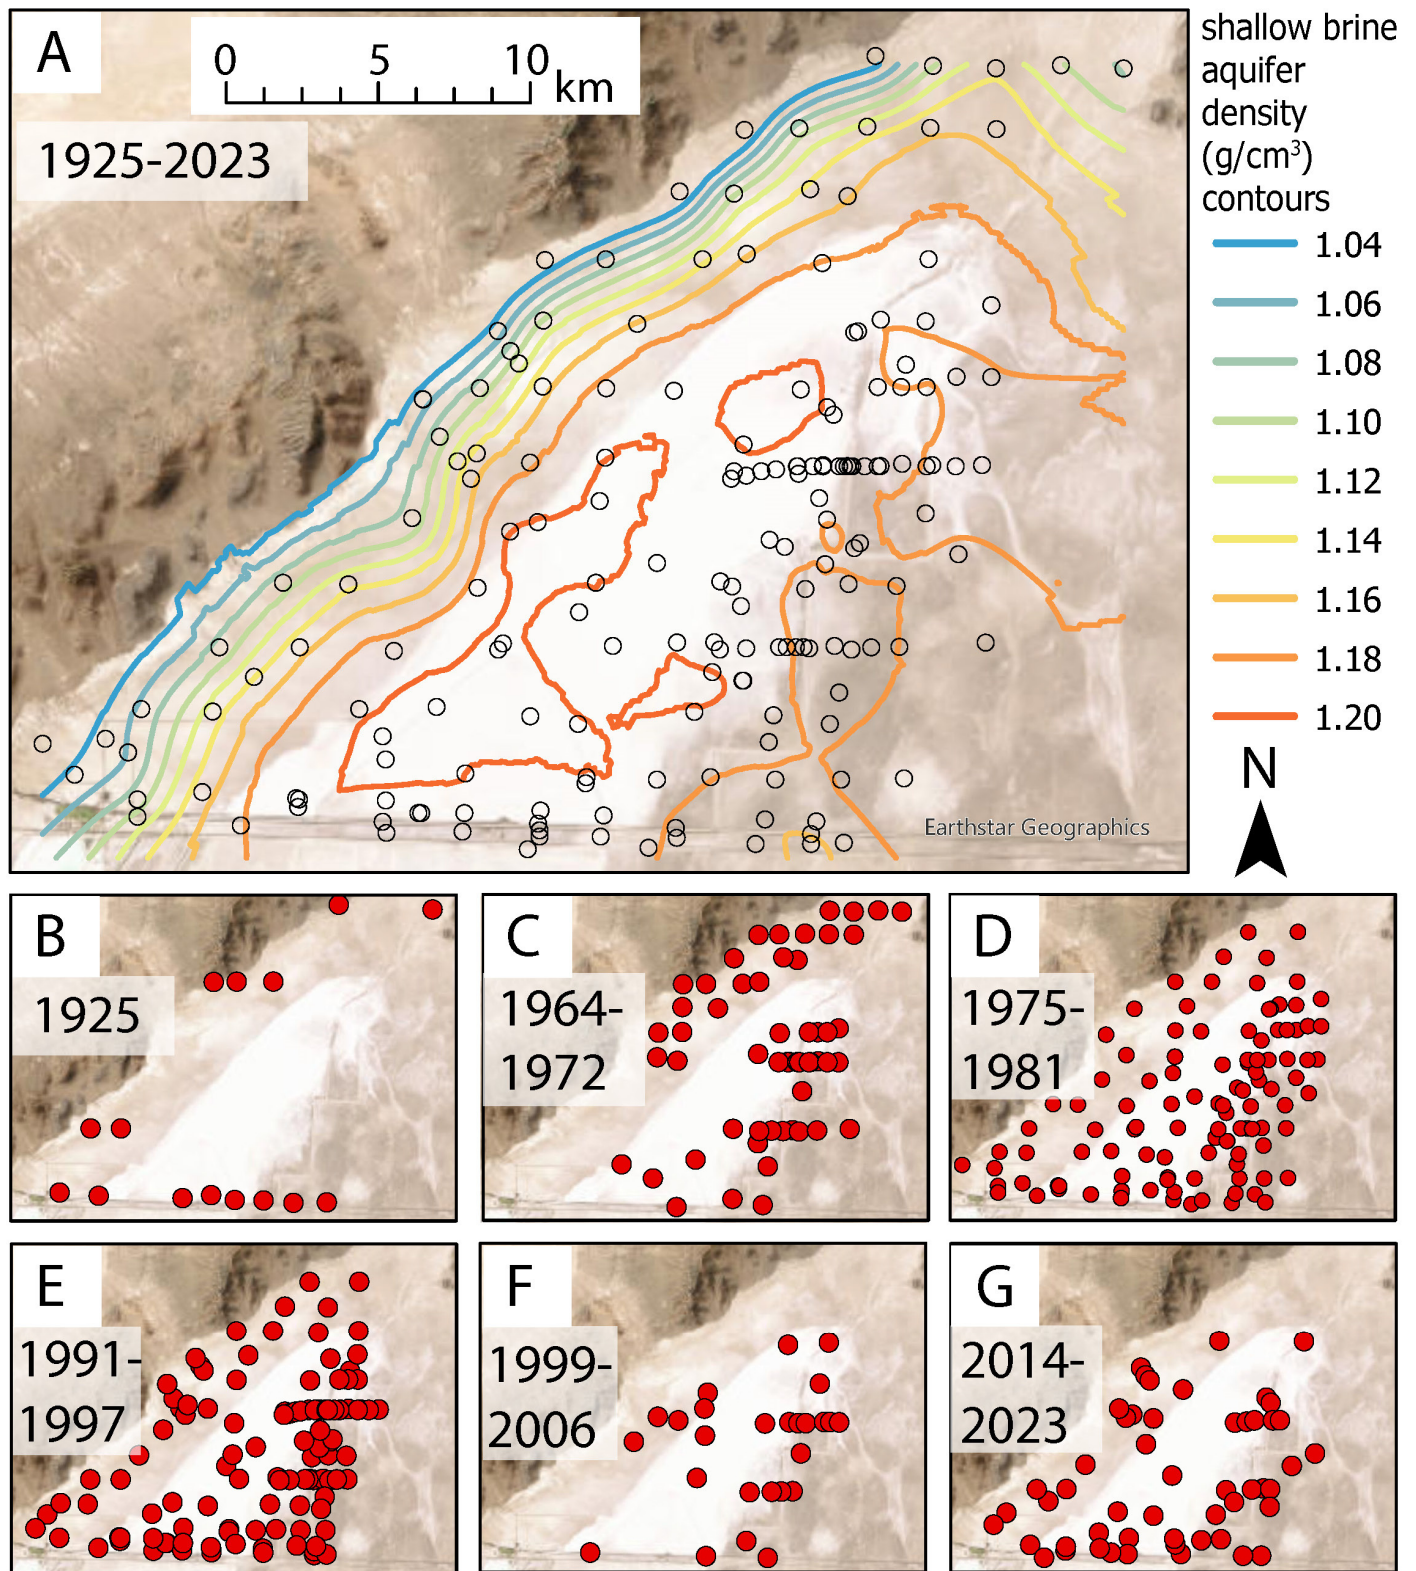 A
0 5 10
km
1925-2023
shallow brine
aquifer
density
(g/cm³)
contours
1.04
1.06
1.08
1.10
1.12
1.14
1.16
1.18
1.20
N
Earthstar Geographics
B
1925
C
1964-
1972
D
1975-
1981
E
1991-
1997
F
1999-
2006
G
2014-
2023